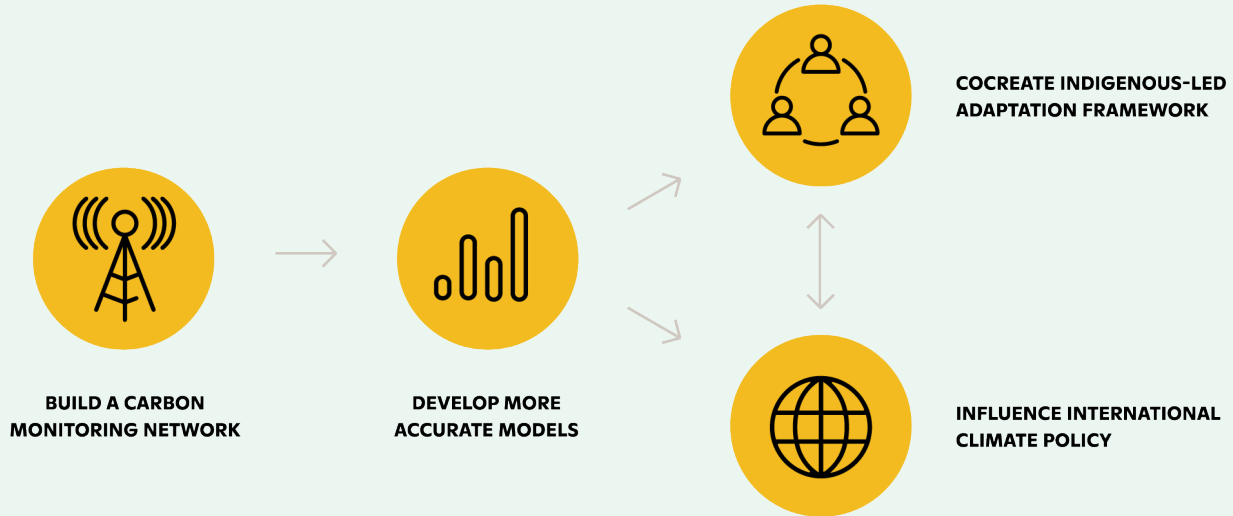 COCREATE INDIGENOUS-LED
ADAPTATION FRAMEWORK
BUILD A CARBON
MONITORING NETWORK
DEVELOP MORE
ACCURATE MODELS
INFLUENCE INTERNATIONAL
CLIMATE POLICY